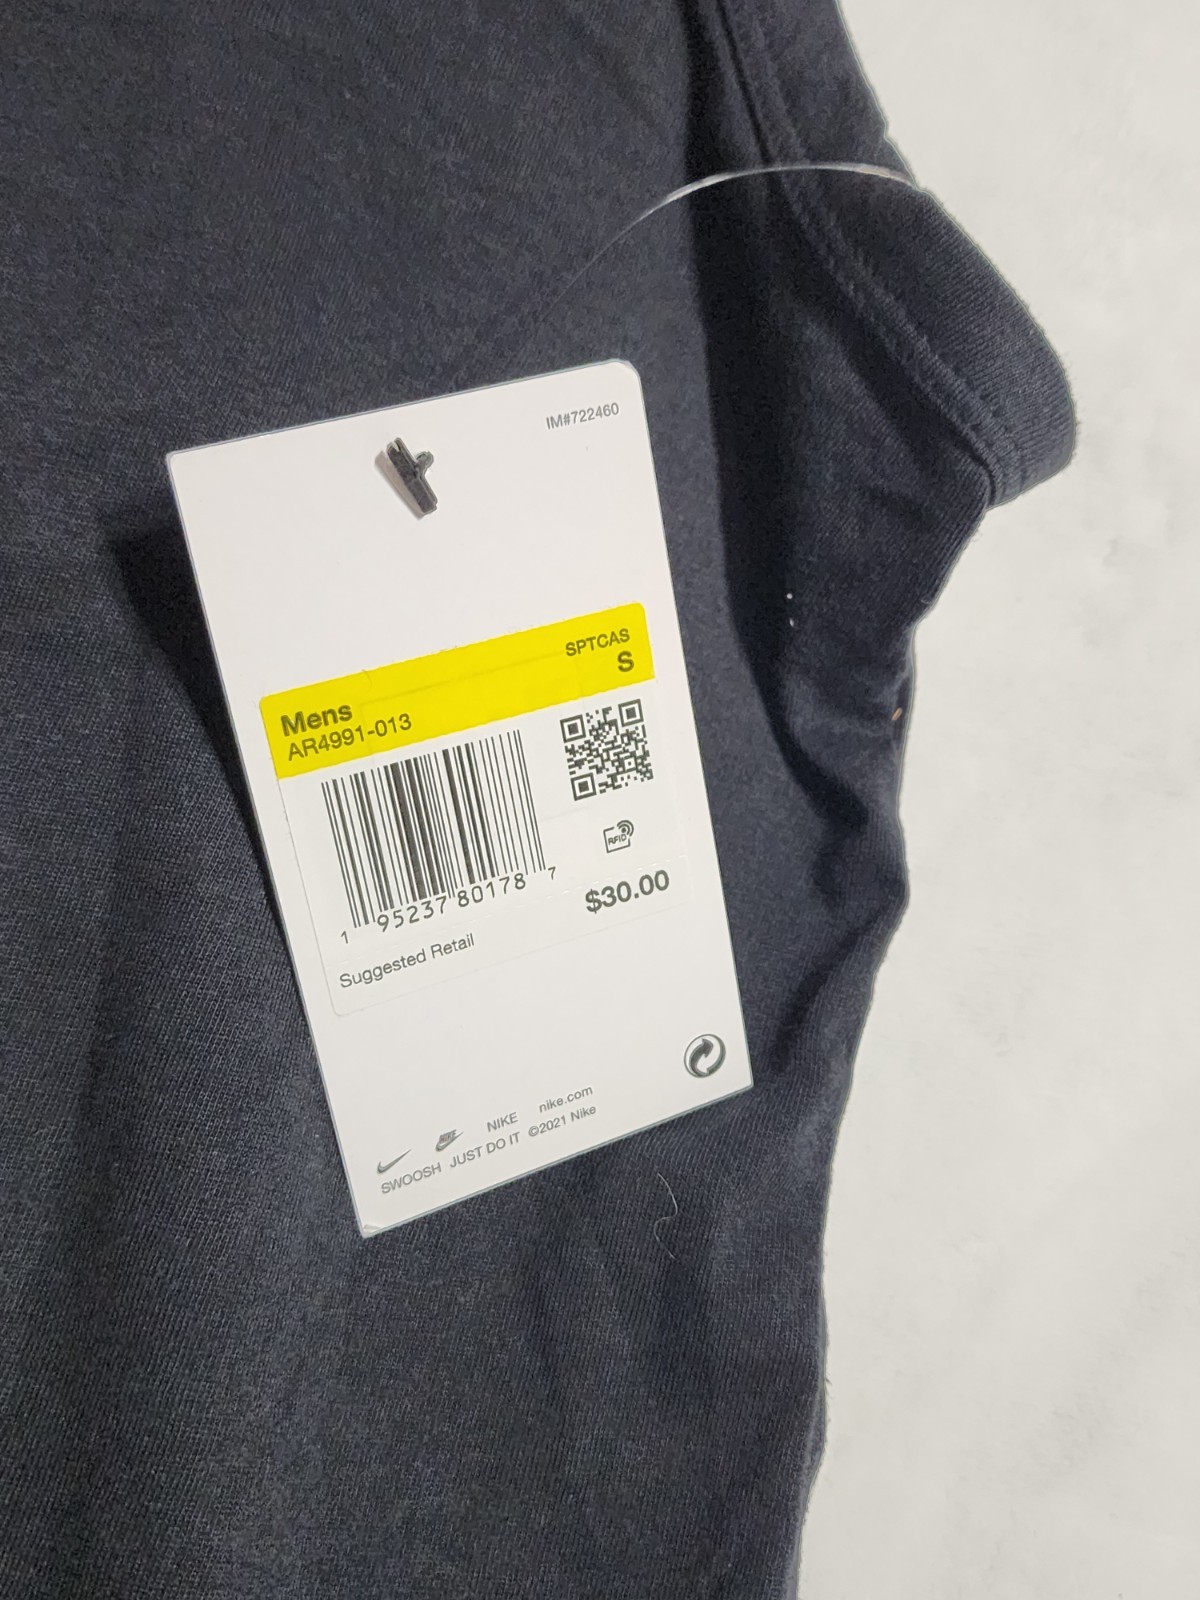 IM#722460
SPTCAS
S
Mens
AR4991-013
RFID
1 95237 80178 7
$30.00
Suggested Retail
NIKE nike.com
SWOOSH JUST DO IT ©2021 Nike